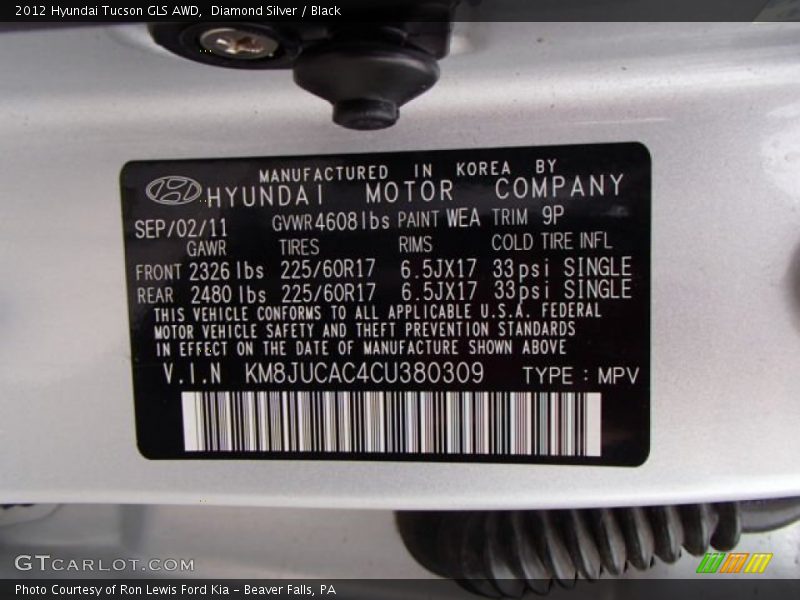 2012 Hyundai Tucson GLS AWD,  Diamond Silver / Black
MANUFACTURED IN KOREA BY
HYUNDAI MOTOR COMPANY
SEP/02/11 GVWR 4608 lbs PAINT WEA TRIM 9P
GAWR TIRES RIMS COLD TIRE INFL
FRONT 2326 lbs 225/60R17 6.5JX17 33psi SINGLE
REAR 2480 lbs 225/60R17 6.5JX17 33psi SINGLE
THIS VEHICLE CONFORMS TO ALL APPLICABLE U.S.A. FEDERAL
MOTOR VEHICLE SAFETY AND THEFT PREVENTION STANDARDS
IN EFFECT ON THE DATE OF MANUFACTURE SHOWN ABOVE
V.I.N KM8JUCAC4CU380309 TYPE : MPV
GTCARLOT.COM
Photo Courtesy of Ron Lewis Ford Kia - Beaver Falls, PA